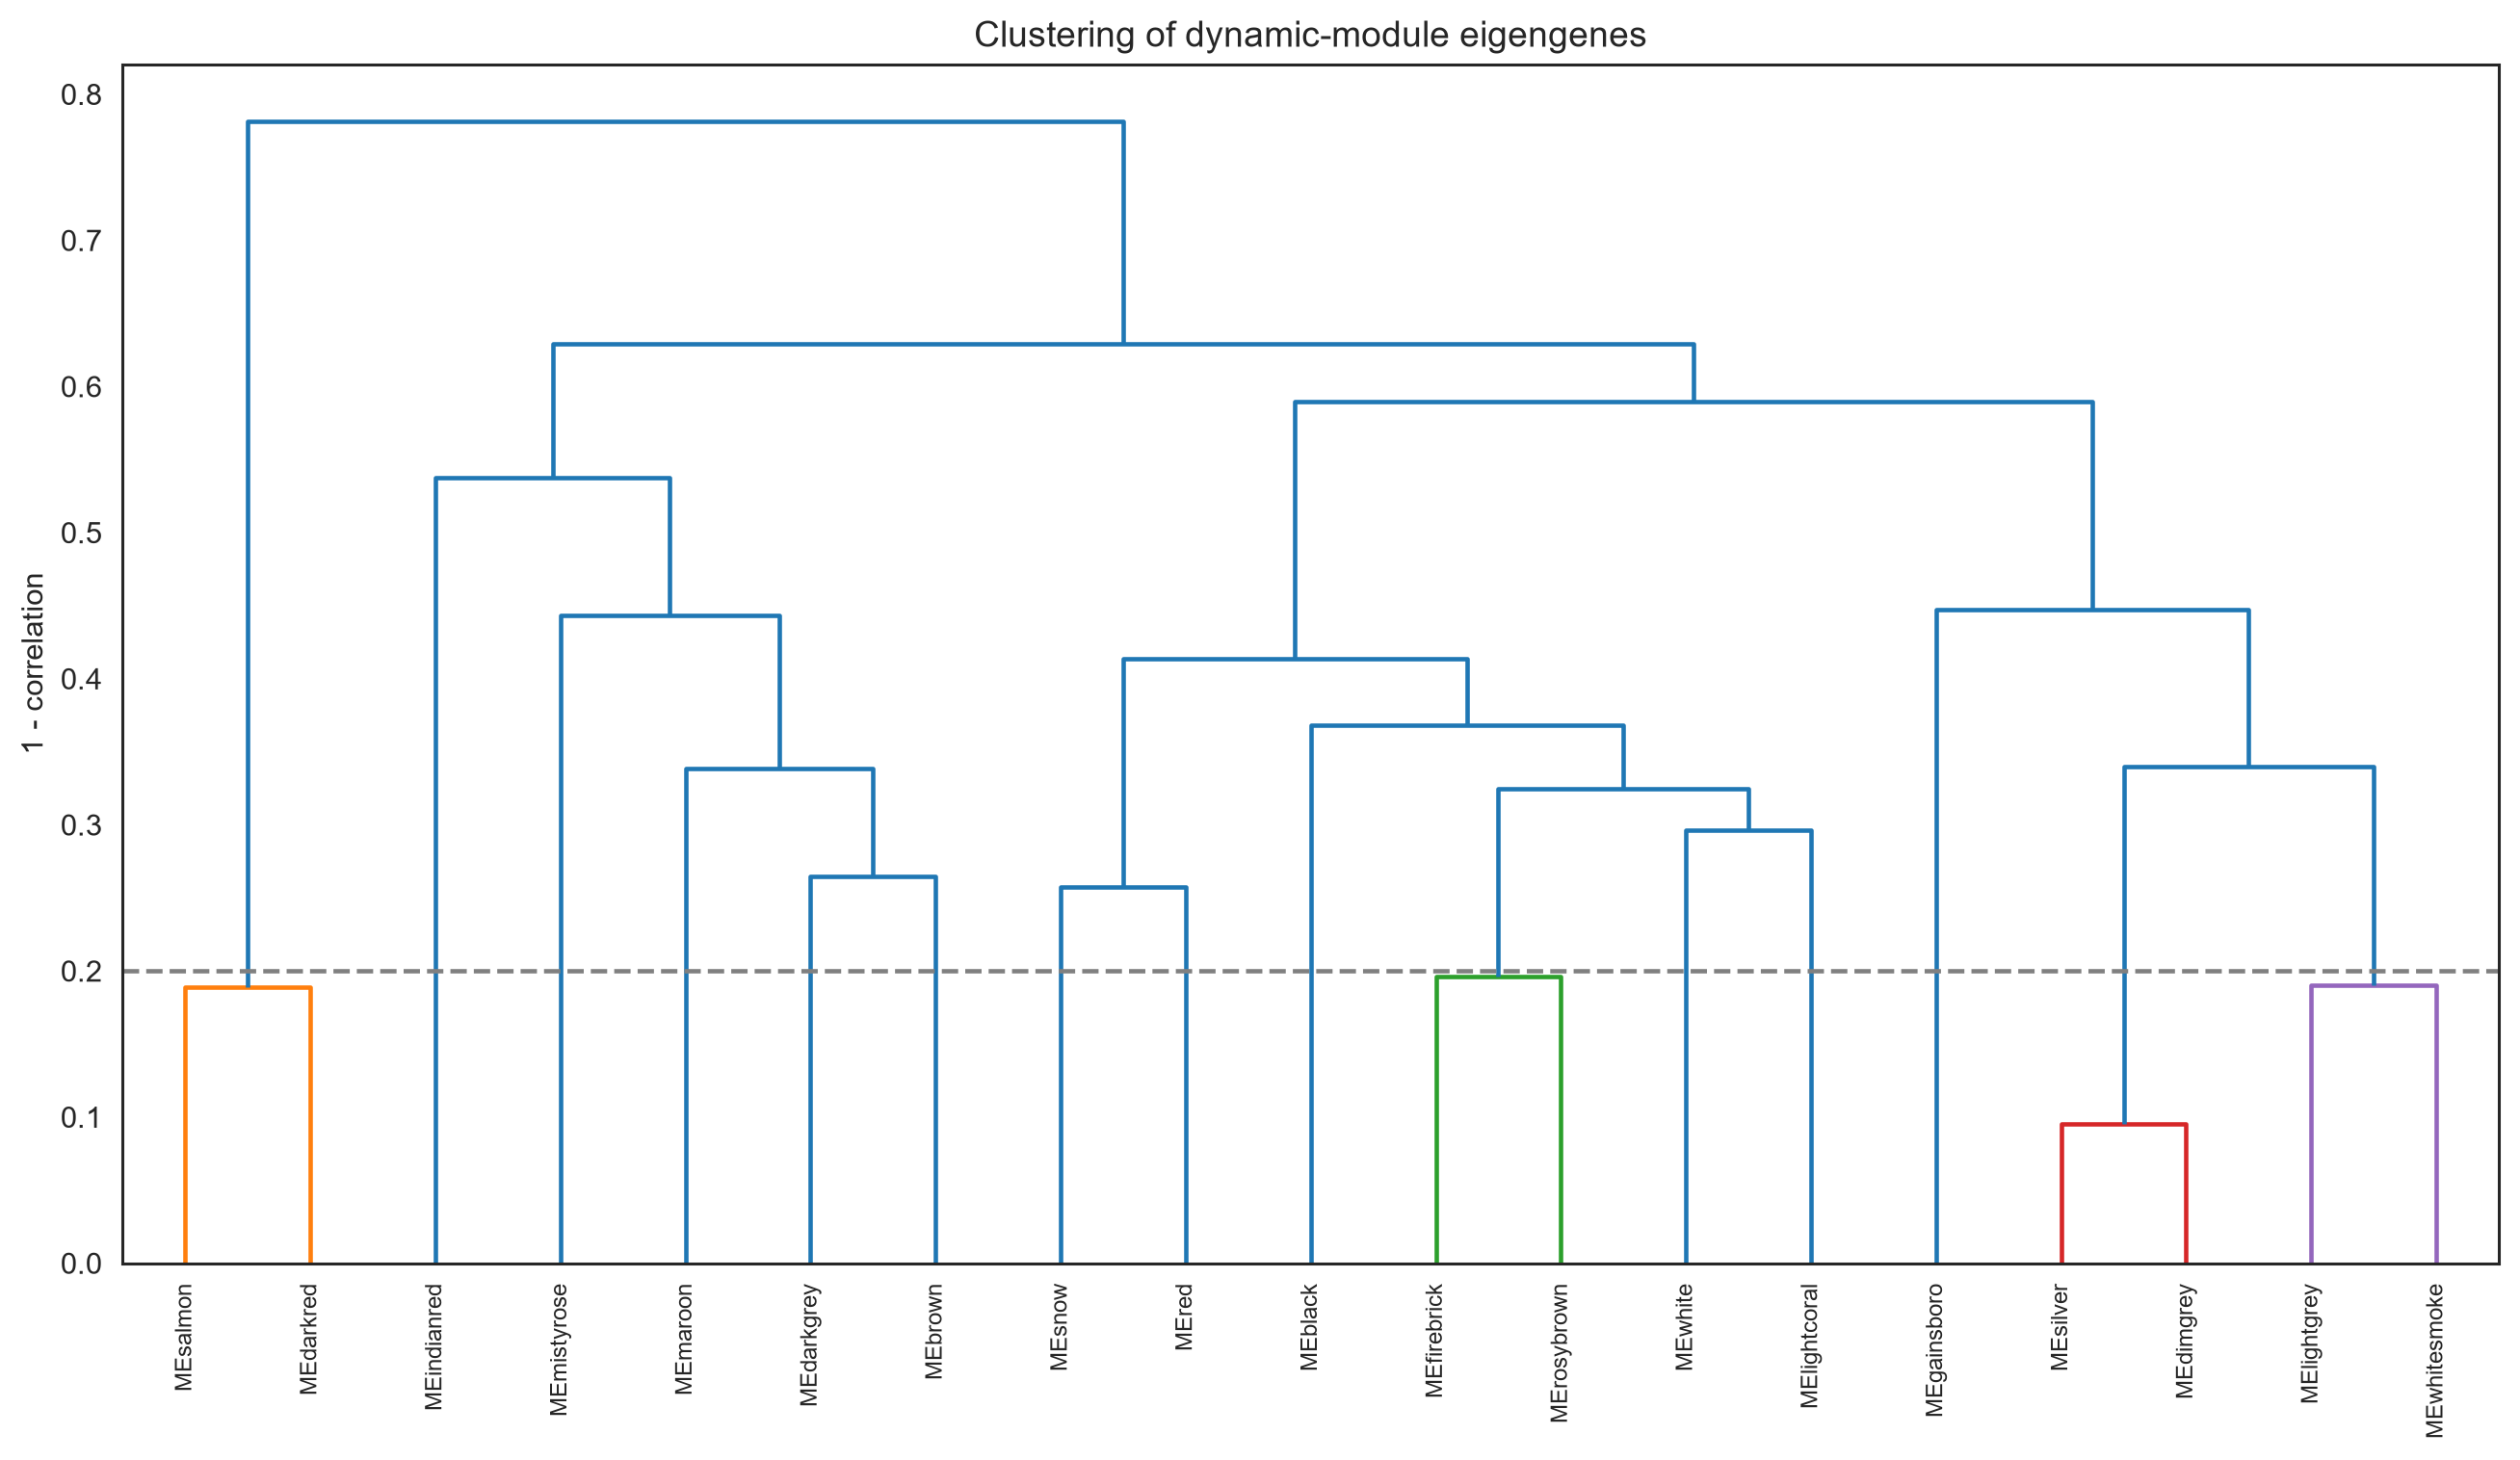 Clustering of dynamic-module eigengenes
0.8
0.7
0.6
0.5
0.4
0.3
0.2
0.1
0.0
1 - correlation
MEsalmon
MEdarkred
MEindianred
MEmistyrose
MEmaroon
MEdarkgrey
MEbrown
MEsnow
MEred
MEblack
MEfirebrick
MErosybrown
MEwhite
MElightcoral
MEgainsboro
MEsilver
MEdimgrey
MElightgrey
MEwhitesmoke